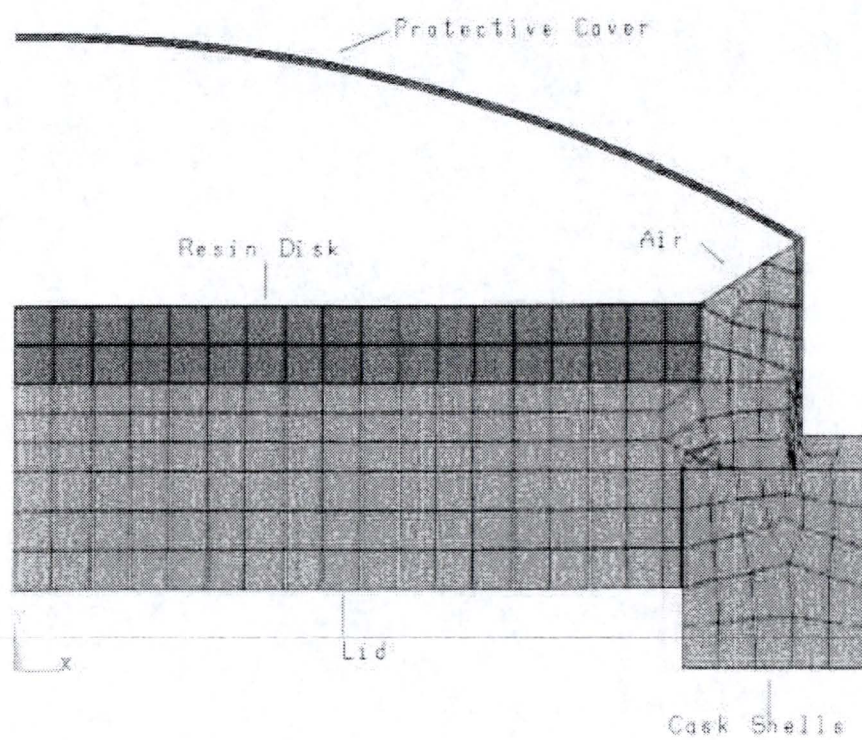 Protective Cover
Air
Resin Disk
Y
X
Lid
Cask Shells